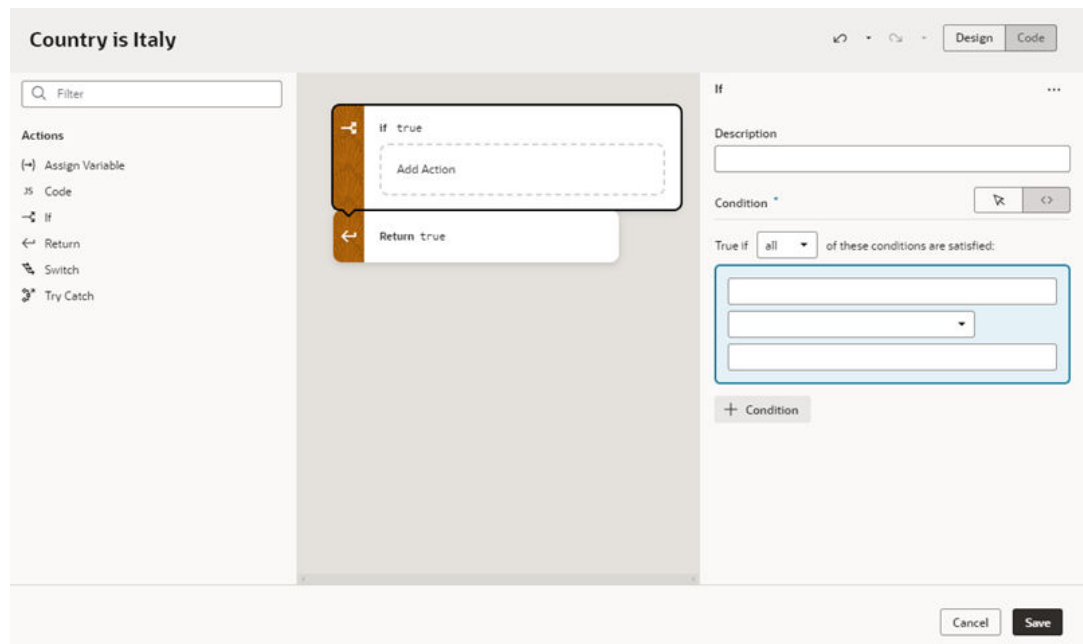 Country is Italy
Design
Code
Filter
Actions
Assign Variable
JS Code
If
Return
Switch
Try Catch
if true
Add Action
Return true
If
Description
Condition *
True if all of these conditions are satisfied:
+ Condition
Cancel
Save